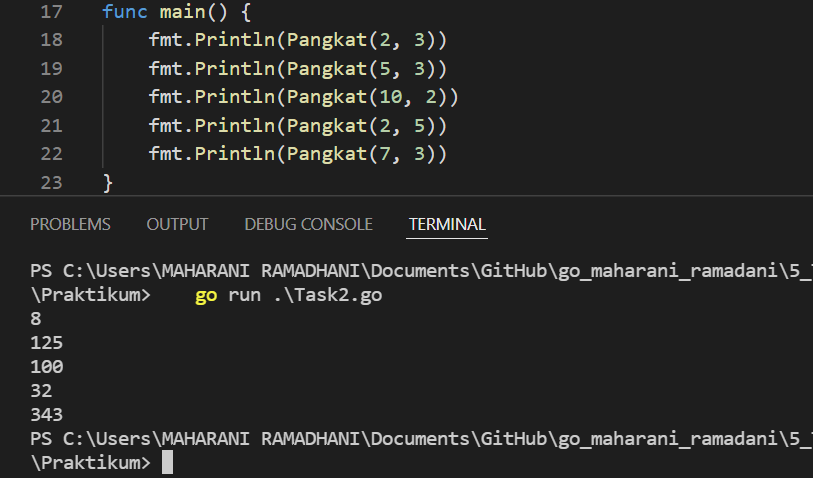 17 func main() {
18 fmt.Println(Pangkat(2, 3))
19 fmt.Println(Pangkat(5, 3))
20 fmt.Println(Pangkat(10, 2))
21 fmt.Println(Pangkat(2, 5))
22 fmt.Println(Pangkat(7, 3))
23 }
PROBLEMS OUTPUT DEBUG CONSOLE TERMINAL
PS C:\Users\MAHARANI RAMADHANI\Documents\GitHub\go_maharani_ramadani\5_
\Praktikum> go run .\Task2.go
8
125
100
32
343
PS C:\Users\MAHARANI RAMADHANI\Documents\GitHub\go_maharani_ramadani\5_
\Praktikum>